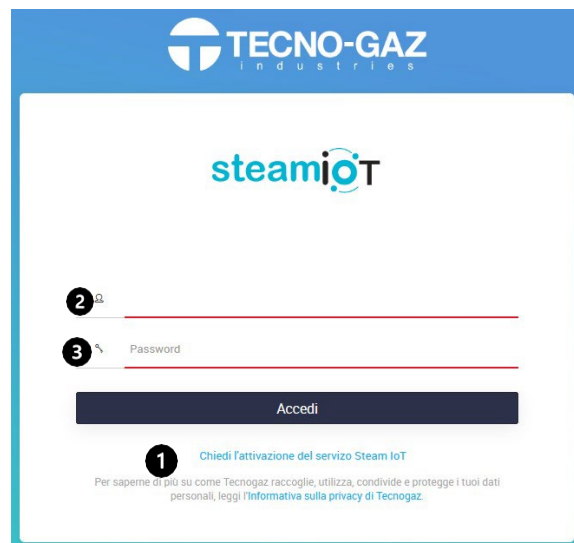 TECNO-GAZ
industries
steamiOT
2
3 Password
Accedi
1 Chiedi l'attivazione del servizo Steam IoT
Per saperne di più su come Tecnogaz raccoglie, utilizza, condivide e protegge i tuoi dati
personali, leggi l'Informativa sulla privacy di Tecnogaz.